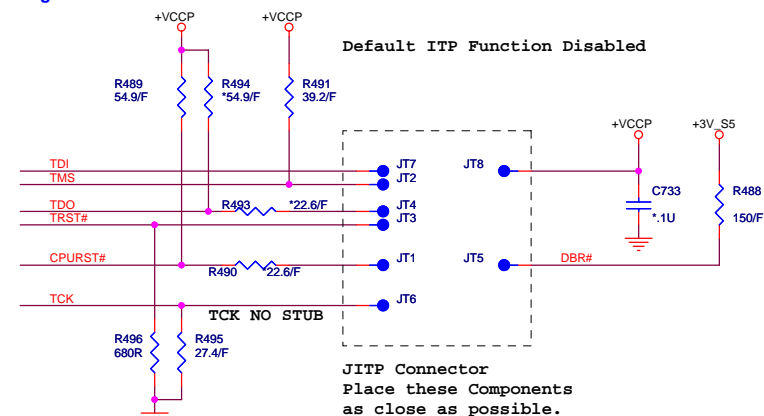 +VCCP
+VCCP
Default ITP Function Disabled
R489
54.9/F
R494
*54.9/F
R491
39.2/F
+VCCP
+3V_S5
TDI
JT7
JT8
TMS
JT2
C733
*.1U
R488
150/F
TDO
R493
*22.6/F
JT4
TRST#
JT3
CPURST#
R490
*22.6/F
JT1
JT5
DBR#
TCK
JT6
TCK NO STUB
R496
680R
R495
27.4/F
JITP Connector
Place these Components
as close as possible.